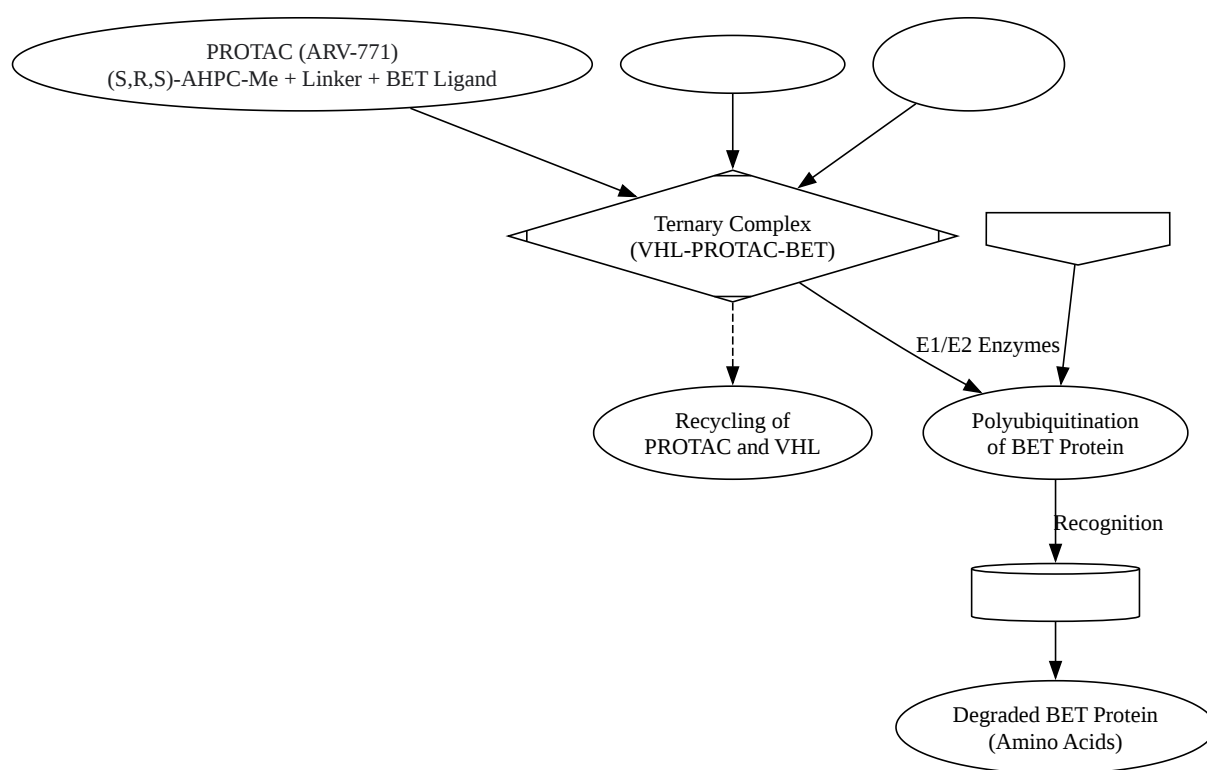 PROTAC (ARV-771)
(S,R,S)-AHPC-Me + Linker + BET Ligand
Ternary Complex
(VHL-PROTAC-BET)
E1/E2 Enzymes
Recycling of
PROTAC and VHL
Polyubiquitination
of BET Protein
Recognition
Degraded BET Protein
(Amino Acids)